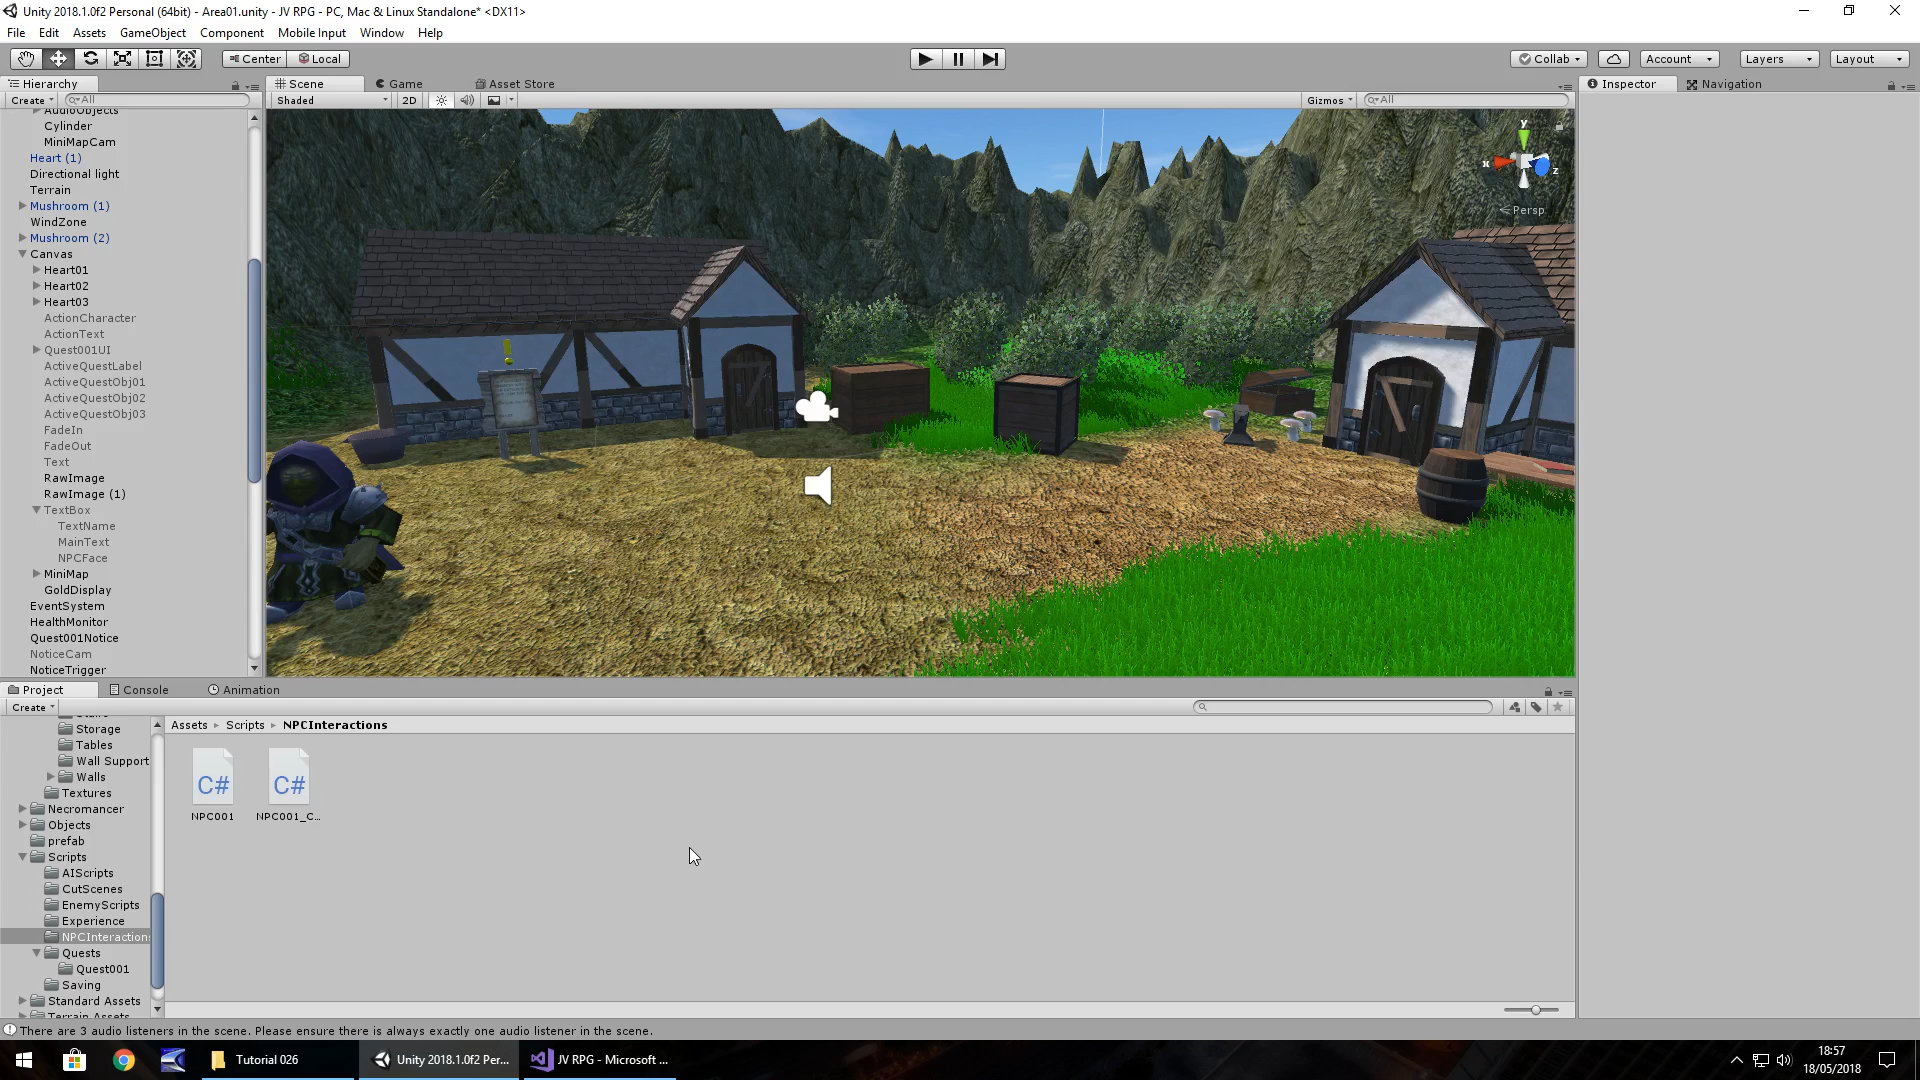 Unity 2018.1.0f2 Personal (64bit) - Area01.unity - JV RPG - PC, Mac & Linux Standalone* <DX11>
File Edit Assets GameObject Component Mobile Input Window Help
Center Local Collab Account Layers Layout
Hierarchy Scene Game Asset Store Inspector Navigation
Create All Shaded 2D Gizmos All
AudioObjects
Cylinder
MiniMapCam
Heart (1)
Directional light
Terrain
Mushroom (1)
WindZone
Mushroom (2)
Canvas
Heart01
Heart02
Heart03
ActionCharacter
ActionText
Quest001UI
ActiveQuestLabel
ActiveQuestObj01
ActiveQuestObj02
ActiveQuestObj03
FadeIn
FadeOut
Text
RawImage
RawImage (1)
TextBox
TextName
MainText
NPCFace
MiniMap
GoldDisplay
EventSystem
HealthMonitor
Quest001Notice
NoticeCam
NoticeTrigger
y
x z
Persp
Project Console Animation
Create
Assets Scripts NPCInteractions
Storage
Tables
Wall Support
Walls
Textures
Necromancer
Objects
prefab
Scripts
AIScripts
CutScenes
EnemyScripts
Experience
NPCInteraction
Quests
Quest001
Saving
Standard Assets
Terrain Assets
C# C#
NPC001 NPC001_C...
There are 3 audio listeners in the scene. Please ensure there is always exactly one audio listener in the scene.
Tutorial 026 Unity 2018.1.0f2 Per... JV RPG - Microsoft ...
18:57
18/05/2018